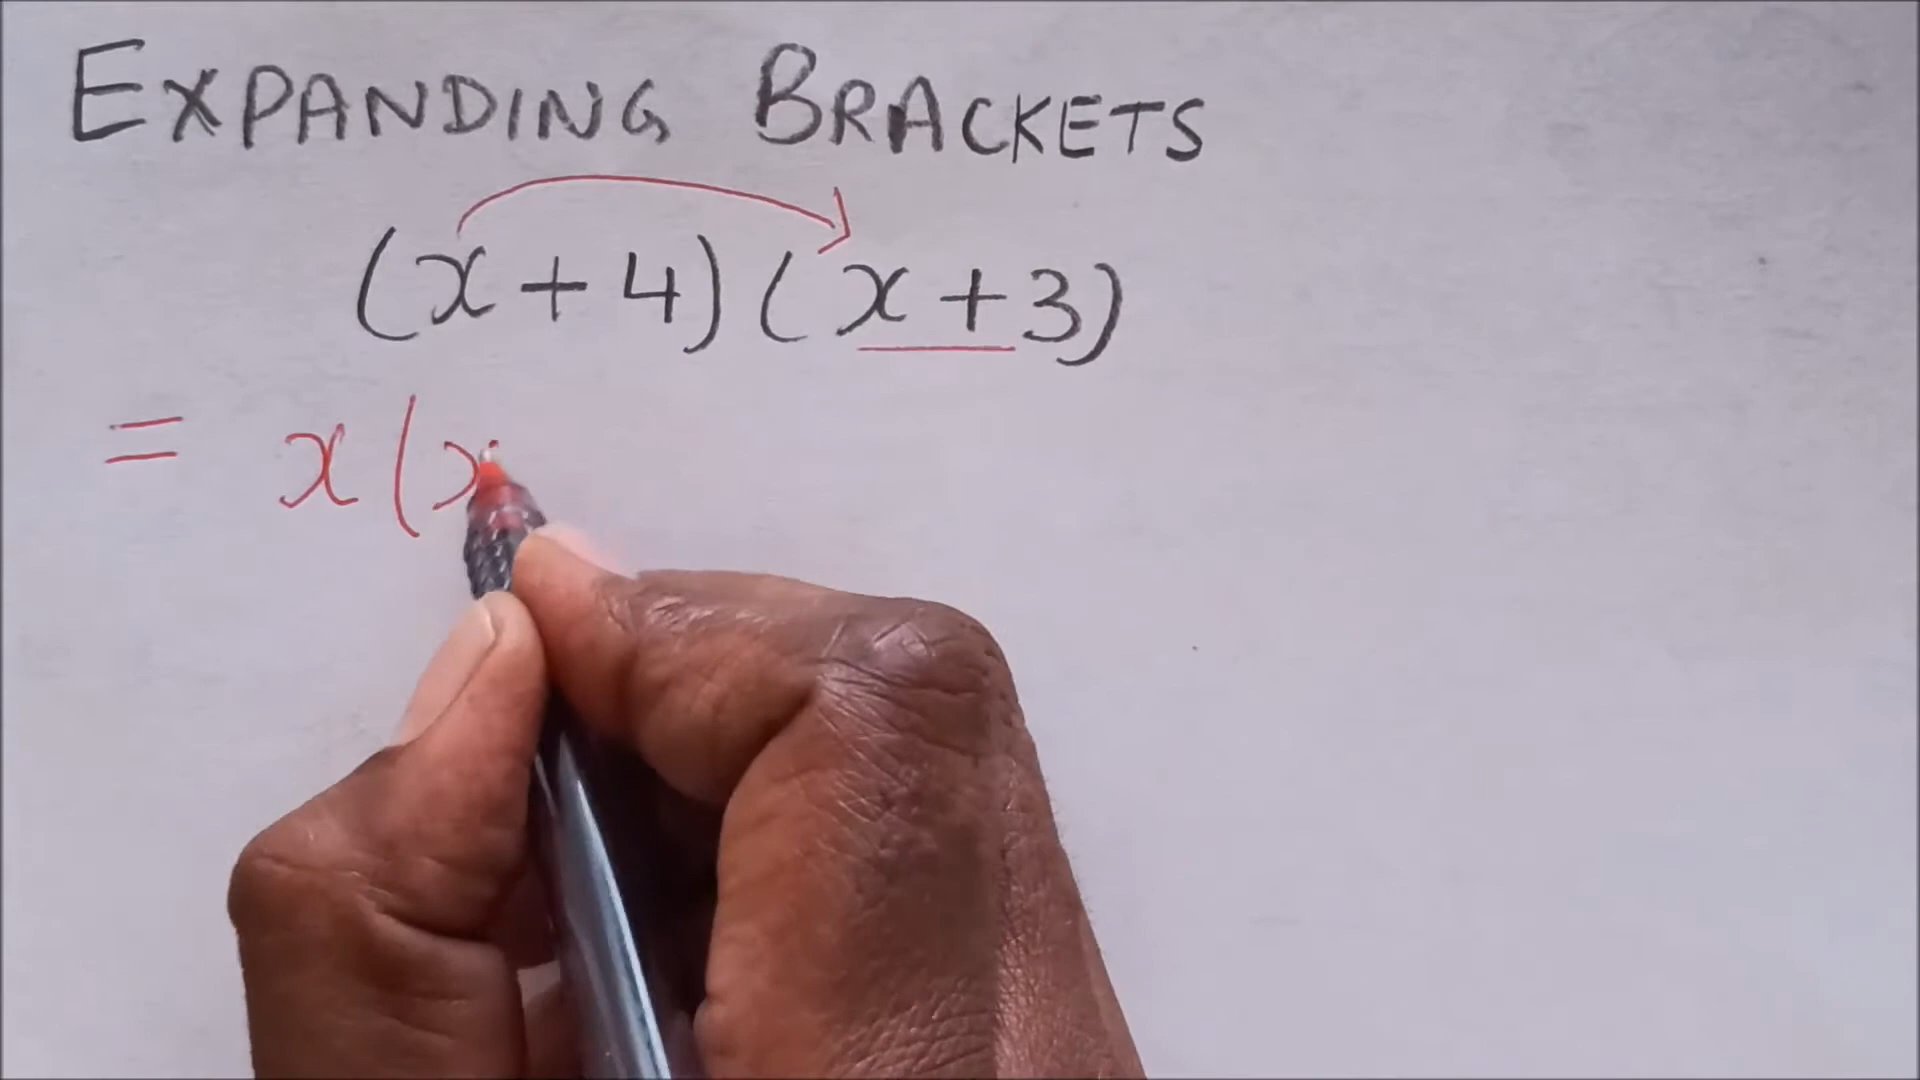 EXPANDING BRACKETS
(x + 4) (x + 3)
= x (x